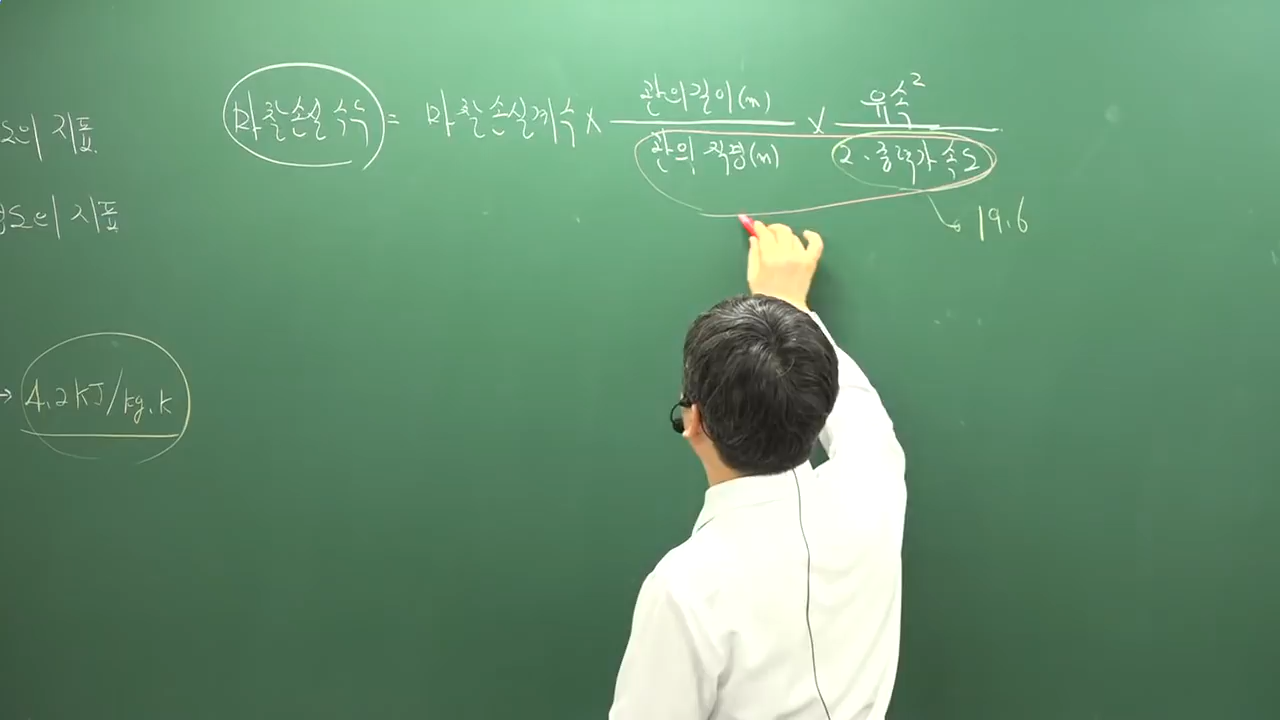 마찰손실수두 = 마찰손실계수 × 관의길이(m) / 관의 직경(m) × 유속² / 2·중력가속도
→ 19.6
도의 지표
도의 지표
→ 4.2kJ/kg.k